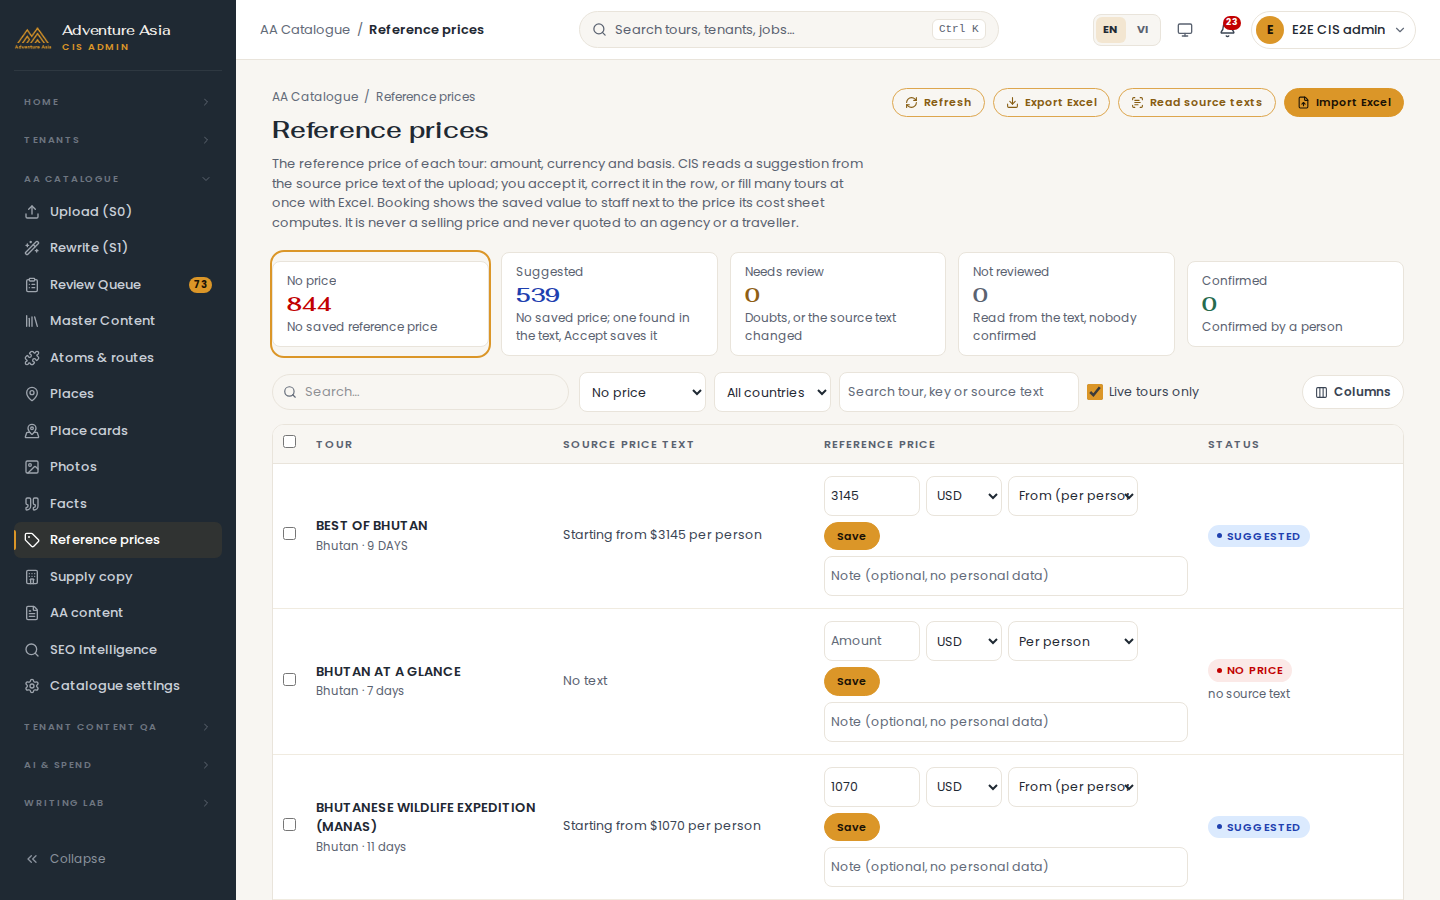 Adventure Asia
CIS ADMIN
Adventure Asia
HOME
TENANTS
AA CATALOGUE
Upload (S0)
Rewrite (S1)
Review Queue
73
Master Content
Atoms & routes
Places
Place cards
Photos
Facts
Reference prices
Supply copy
AA content
SEO Intelligence
Catalogue settings
TENANT CONTENT QA
AI & SPEND
WRITING LAB
Collapse
AA Catalogue / Reference prices
Search tours, tenants, jobs...
Ctrl K
EN
VI
23
E
E2E CIS admin
AA Catalogue / Reference prices
Refresh
Export Excel
Read source texts
Import Excel
Reference prices
The reference price of each tour: amount, currency and basis. CIS reads a suggestion from
the source price text of the upload; you accept it, correct it in the row, or fill many tours at
once with Excel. Booking shows the saved value to staff next to the price its cost sheet
computes. It is never a selling price and never quoted to an agency or a traveller.
No price
844
No saved reference price
Suggested
539
No saved price; one found in
the text, Accept saves it
Needs review
0
Doubts, or the source text
changed
Not reviewed
0
Read from the text, nobody
confirmed
Confirmed
0
Confirmed by a person
Search...
No price
All countries
Search tour, key or source text
Live tours only
Columns
TOUR
SOURCE PRICE TEXT
REFERENCE PRICE
STATUS
BEST OF BHUTAN
Bhutan · 9 DAYS
Starting from $3145 per person
3145
USD
From (per perso
Save
Note (optional, no personal data)
SUGGESTED
BHUTAN AT A GLANCE
Bhutan · 7 days
No text
Amount
USD
Per person
Save
Note (optional, no personal data)
NO PRICE
no source text
BHUTANESE WILDLIFE EXPEDITION
(MANAS)
Bhutan · 11 days
Starting from $1070 per person
1070
USD
From (per perso
Save
Note (optional, no personal data)
SUGGESTED